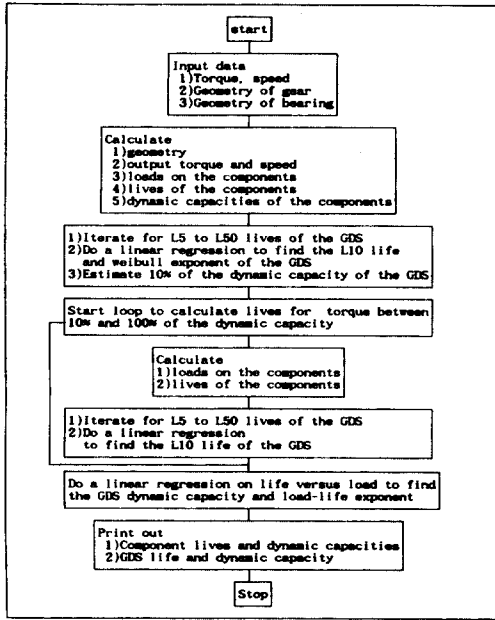 start
Input data
1)Torque, speed
2)Geometry of gear
3)Geometry of bearing
Calculate
1)geometry
2)output torque and speed
3)loads on the components
4)lives of the components
5)dynamic capacities of the components
1)Iterate for L5 to L50 lives of the GDS
2)Do a linear regression to find the L10 life
and weibull exponent of the GDS
3)Estimate 10% of the dynamic capacity of the GDS
Start loop to calculate lives for torque between
10% and 100% of the dynamic capacity
Calculate
1)loads on the components
2)lives of the components
1)Iterate for L5 to L50 lives of the GDS
2)Do a linear regression
to find the L10 life of the GDS
Do a linear regression on life versus load to find
the GDS dynamic capacity and load-life exponent
Print out
1)Component lives and dynamic capacities
2)GDS life and dynamic capacity
Stop